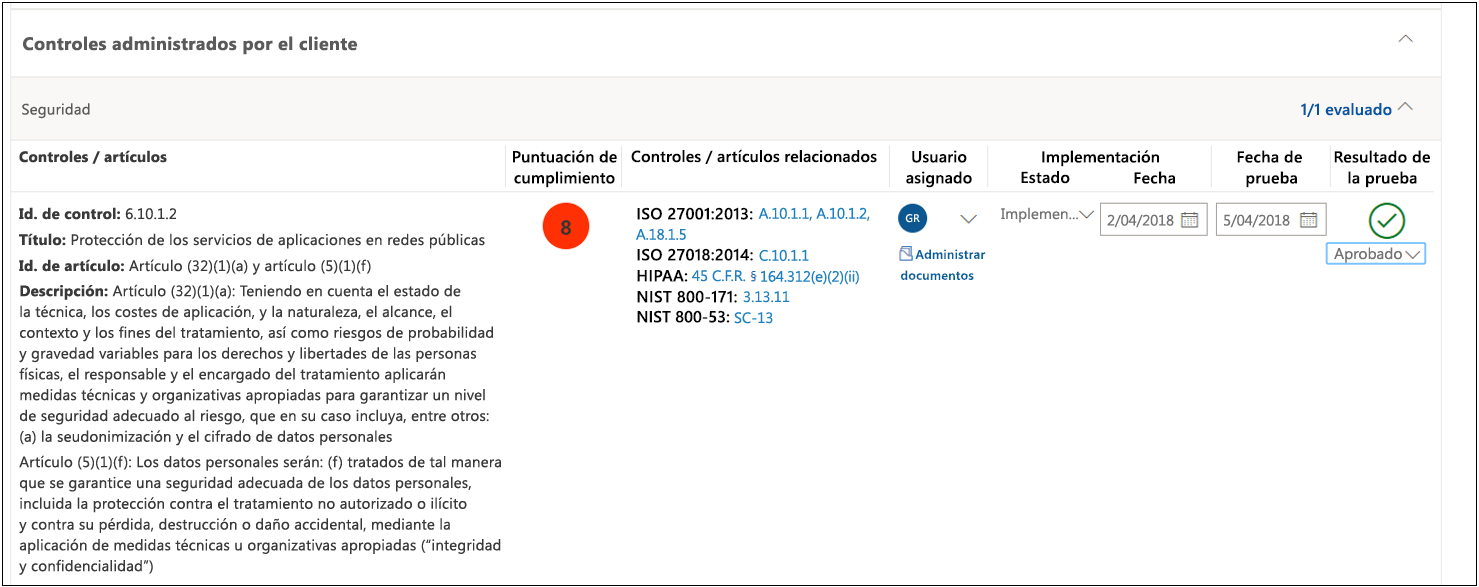 Controles administrados por el cliente
Seguridad
1/1 evaluado
Controles / artículos
Puntuación de
cumplimiento
Controles / artículos relacionados
Usuario
asignado
Implementación
Estado
Fecha
Fecha de
prueba
Resultado de
la prueba
Id. de control: 6.10.1.2
Título: Protección de los servicios de aplicaciones en redes públicas
Id. de artículo: Artículo (32)(1)(a) y artículo (5)(1)(f)
Descripción: Artículo (32)(1)(a): Teniendo en cuenta el estado de
la técnica, los costes de aplicación, y la naturaleza, el alcance, el
contexto y los fines del tratamiento, así como riesgos de probabilidad
y gravedad variables para los derechos y libertades de las personas
físicas, el responsable y el encargado del tratamiento aplicarán
medidas técnicas y organizativas apropiadas para garantizar un nivel
de seguridad adecuado al riesgo, que en su caso incluya, entre otros:
(a) la seudonimización y el cifrado de datos personales
Artículo (5)(1)(f): Los datos personales serán: (f) tratados de tal manera
que se garantice una seguridad adecuada de los datos personales,
incluida la protección contra el tratamiento no autorizado o ilícito
y contra su pérdida, destrucción o daño accidental, mediante la
aplicación de medidas técnicas u organizativas apropiadas (“integridad
y confidencialidad”)
8
ISO 27001:2013: A.10.1.1, A.10.1.2,
A.18.1.5
ISO 27018:2014: C.10.1.1
HIPAA: 45 C.F.R. § 164.312(e)(2)(ii)
NIST 800-171: 3.13.11
NIST 800-53: SC-13
GR
Administrar
documentos
Implemen...
2/04/2018
5/04/2018
Aprobado